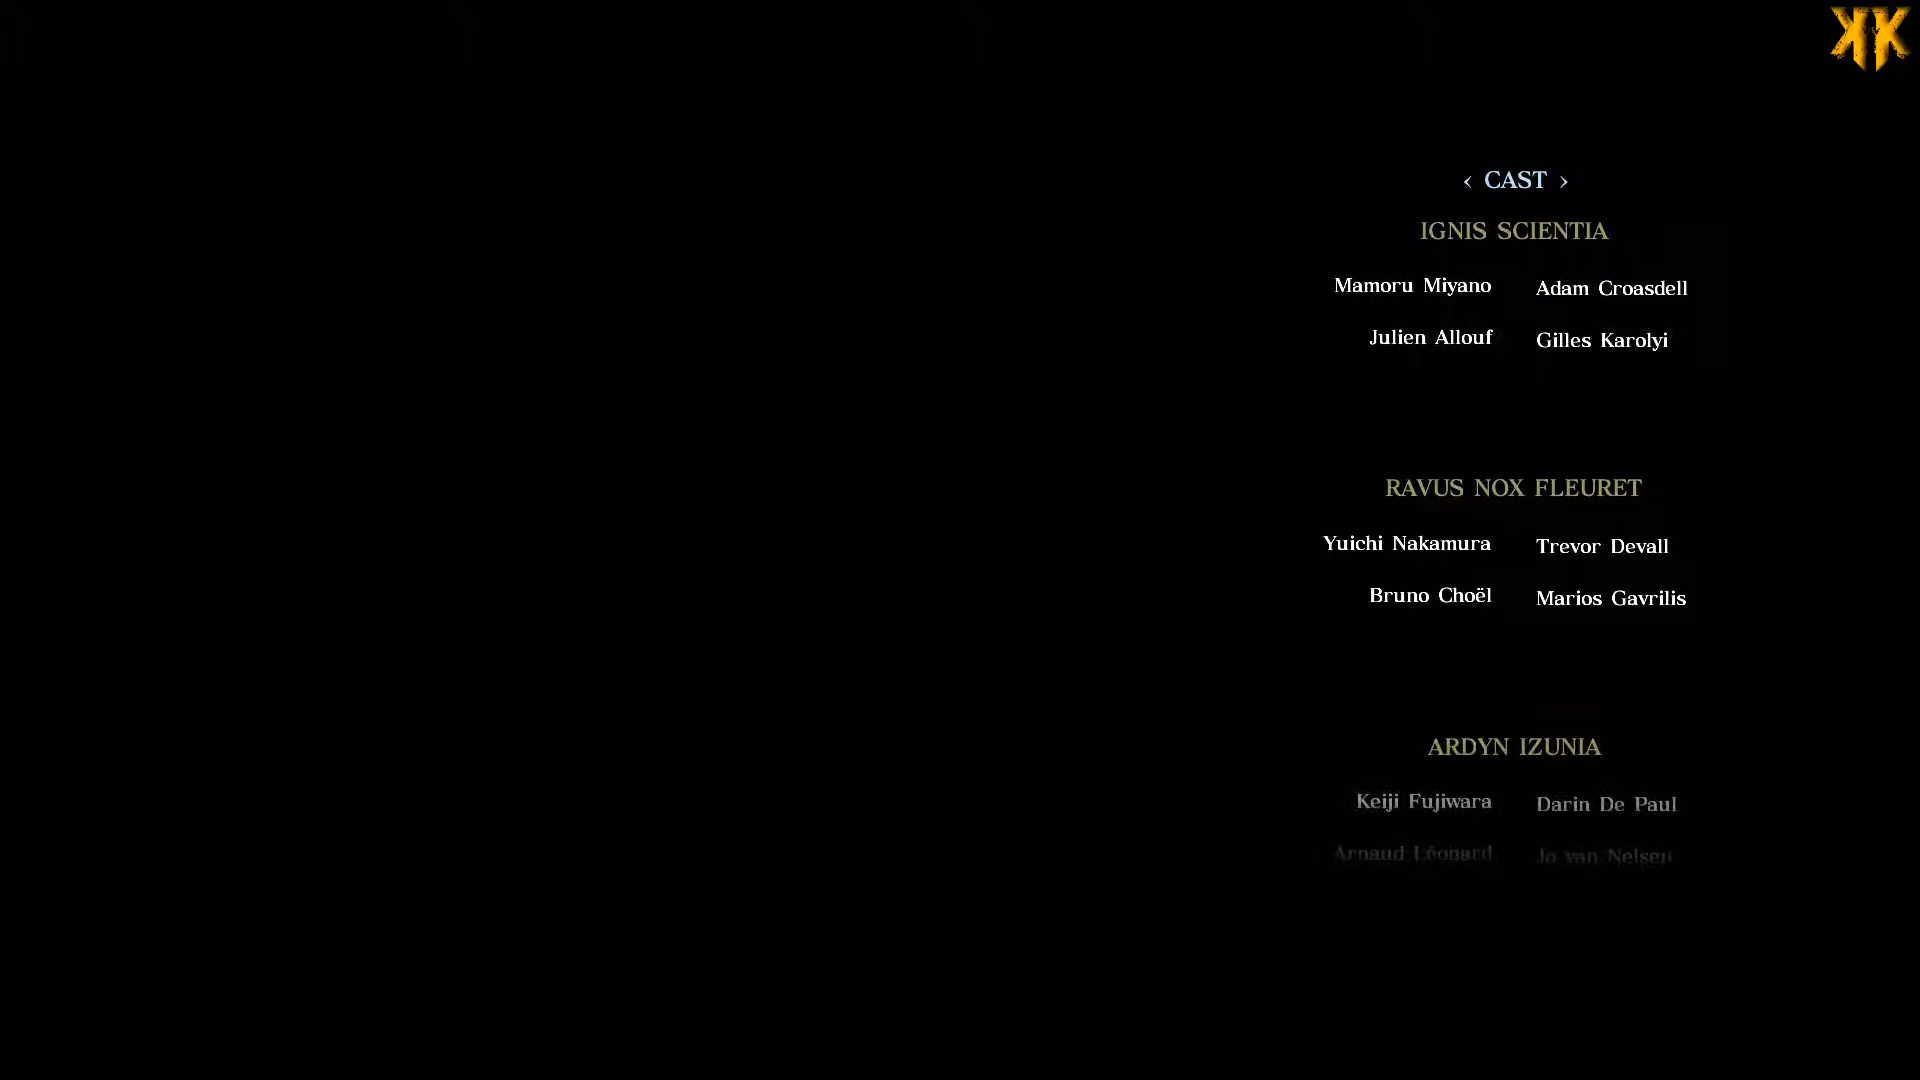 KK
‹ CAST ›
IGNIS SCIENTIA
Mamoru Miyano Adam Croasdell
Julien Allouf Gilles Karolyi
RAVUS NOX FLEURET
Yuichi Nakamura Trevor Devall
Bruno Choël Marios Gavrilis
ARDYN IZUNIA
Keiji Fujiwara Darin De Paul
Arnaud Léonard Jo van Nelsen